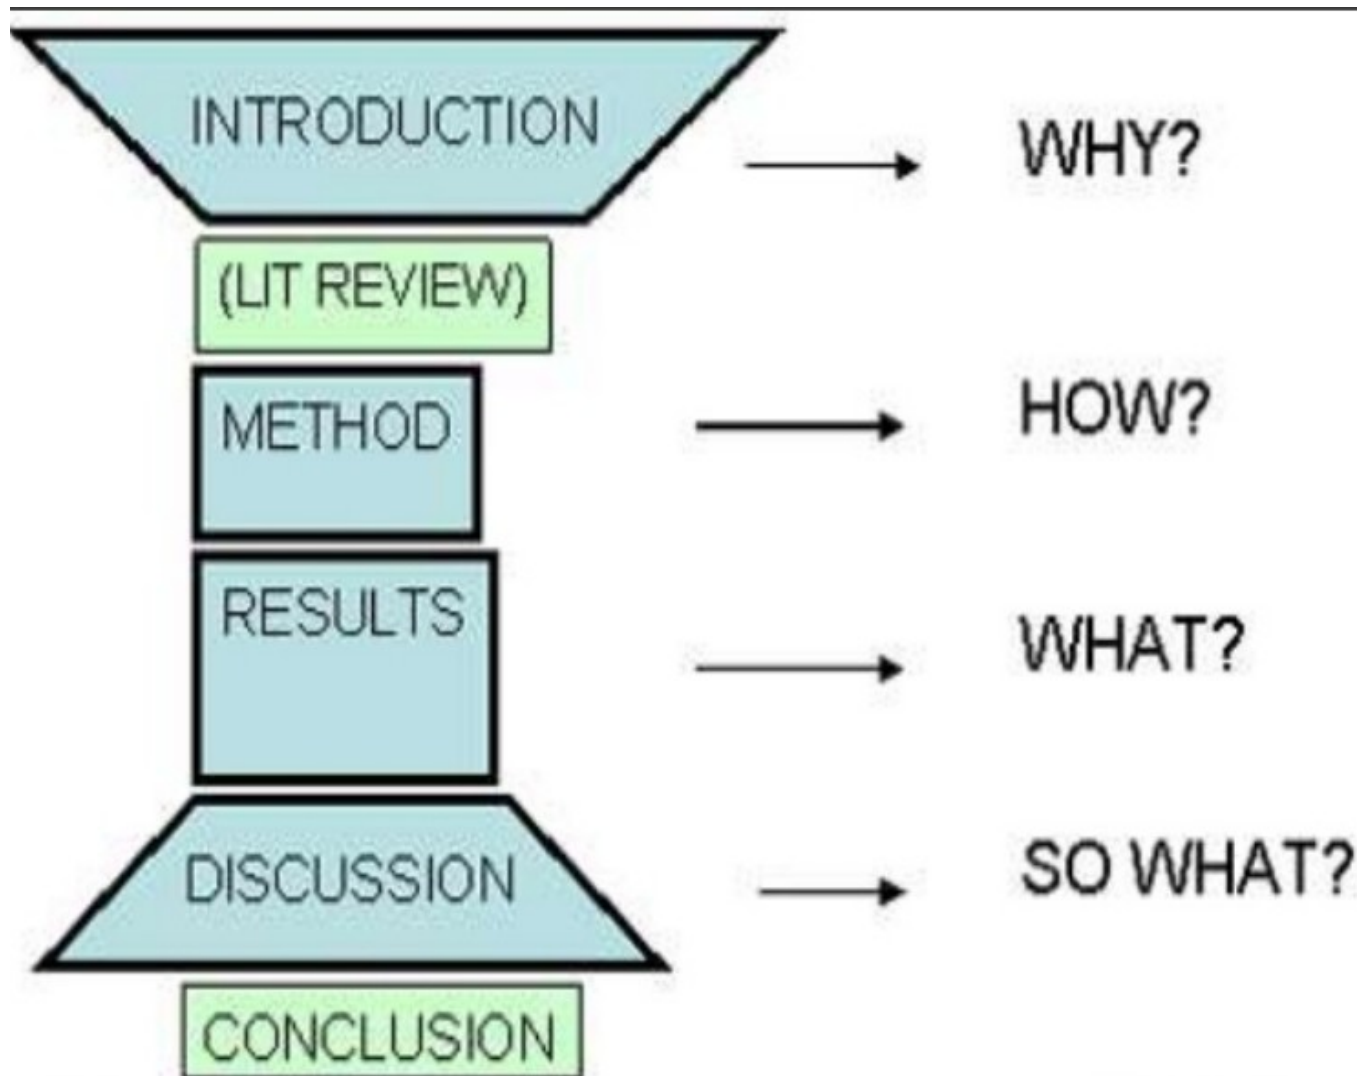 INTRODUCTION
WHY?
(LIT REVIEW)
METHOD
HOW?
RESULTS
WHAT?
DISCUSSION
SO WHAT?
CONCLUSION